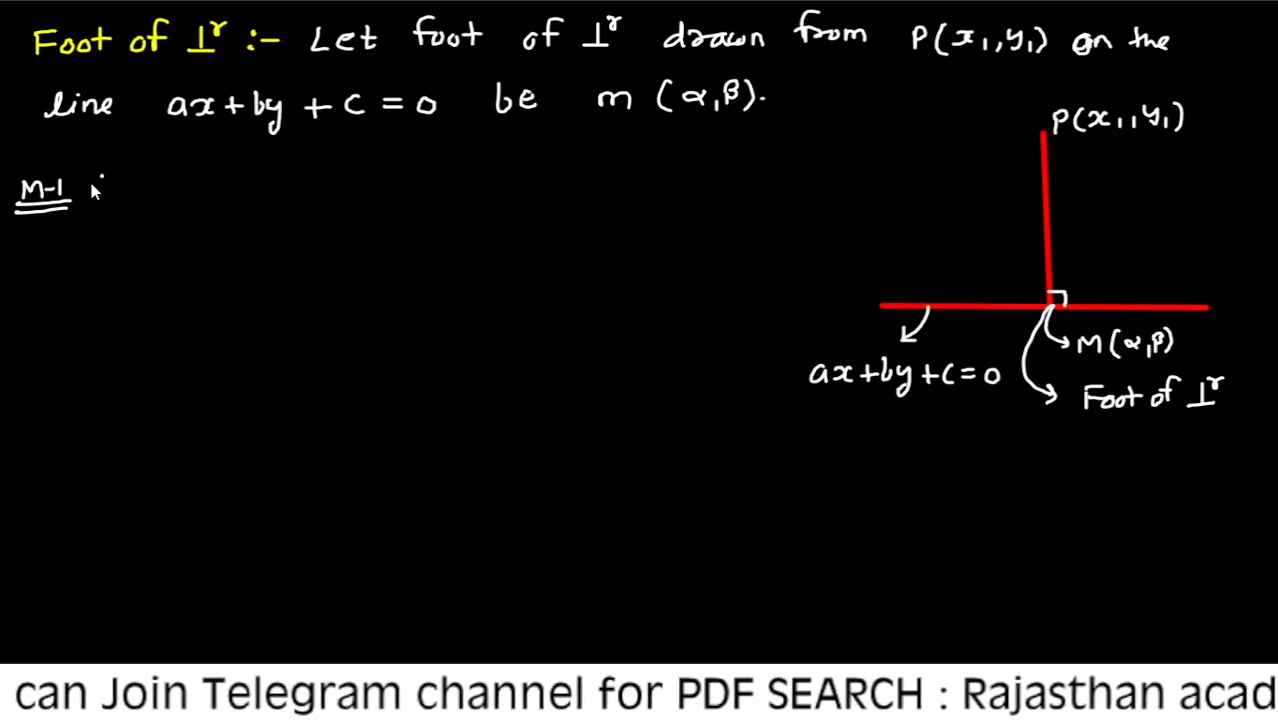 Foot of ⊥ʳ :- Let foot of ⊥ʳ drawn from P(x₁,y₁) on the
line ax+by+c=0 be m(α,β).
P(x₁,y₁)
M-1 :
M(α,β)
ax+by+c=0
Foot of ⊥ʳ
can Join Telegram channel for PDF SEARCH : Rajasthan acad